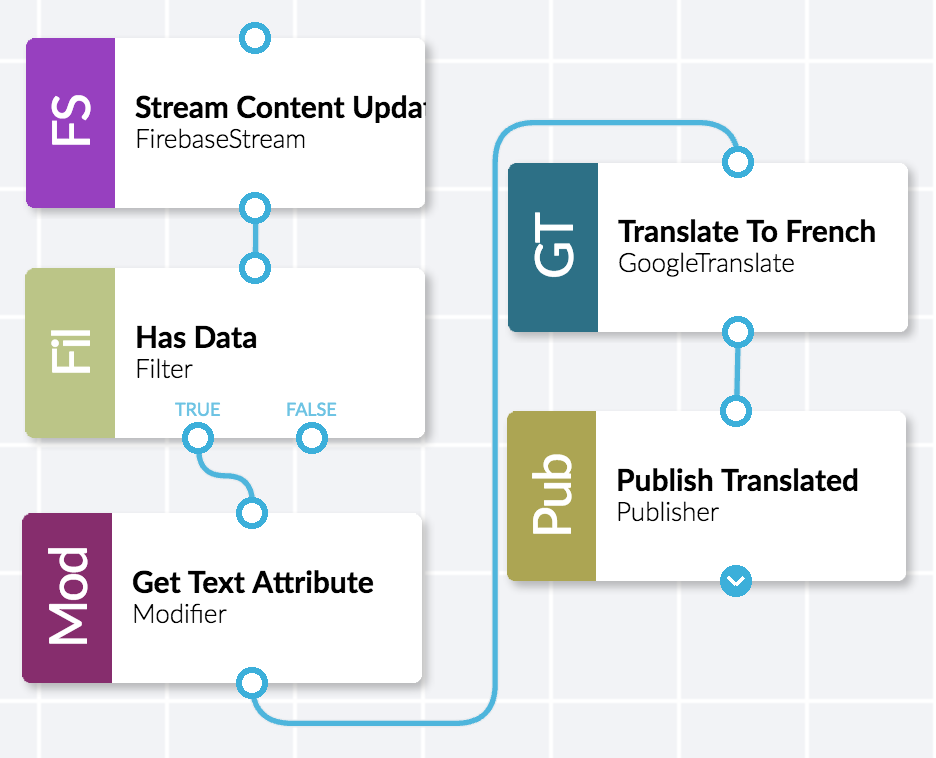 FS
Stream Content Updat
FirebaseStream
Fil
Has Data
Filter
TRUE FALSE
Mod
Get Text Attribute
Modifier
GT
Translate To French
GoogleTranslate
Pub
Publish Translated
Publisher